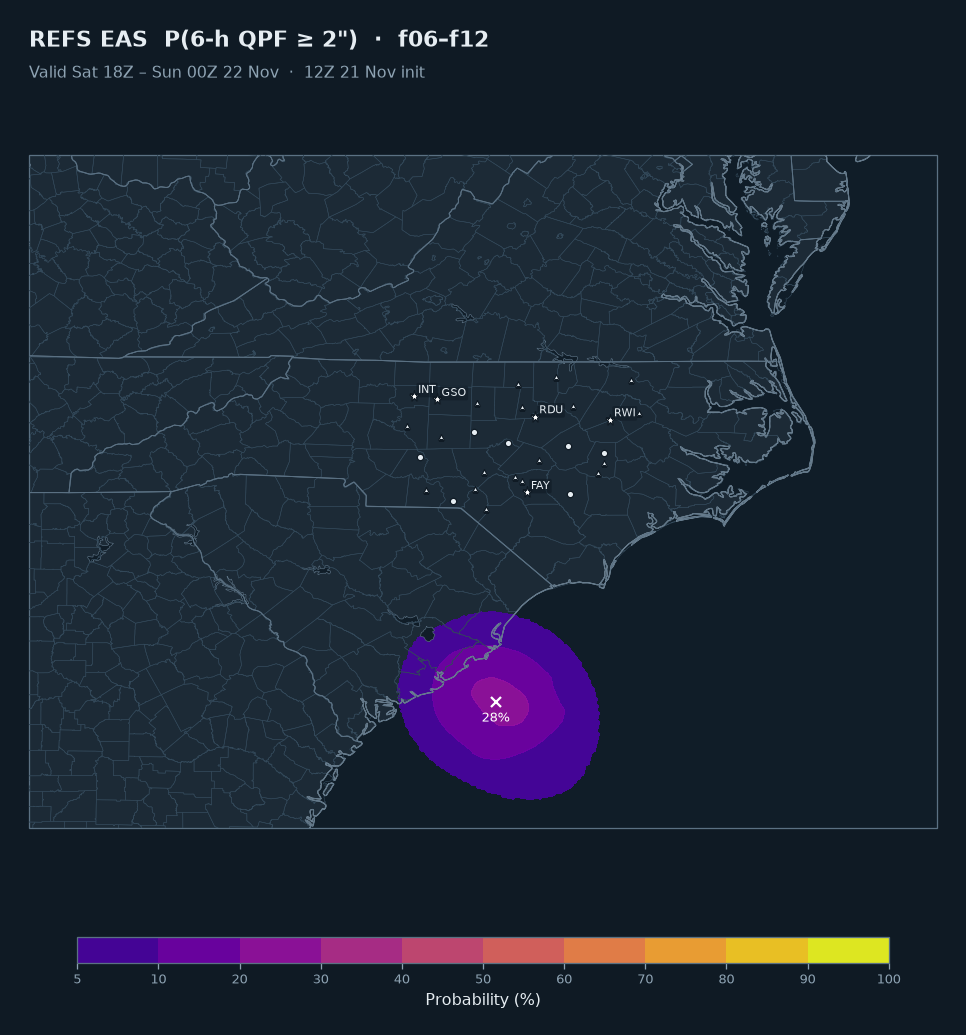 REFS EAS  P(6-h QPF ≥ 2")  ·  f06–f12
Valid Sat 18Z – Sun 00Z 22 Nov  ·  12Z 21 Nov init
INT
GSO
RDU
RWI
FAY
28%
5 10 20 30 40 50 60 70 80 90 100
Probability (%)